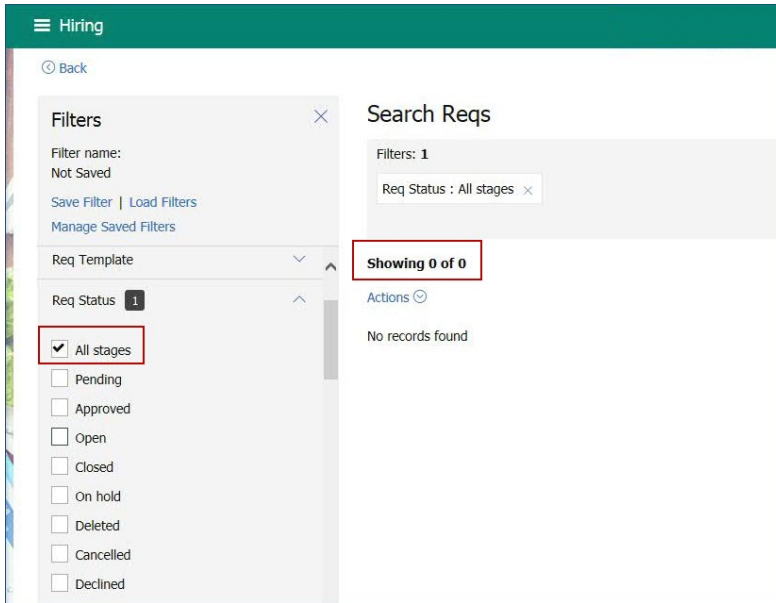 Hiring
Back
Filters
Filter name:
Not Saved
Save Filter | Load Filters
Manage Saved Filters
Req Template
Req Status 1
All stages
Pending
Approved
Open
Closed
On hold
Deleted
Cancelled
Declined
Search Reqs
Filters: 1
Req Status : All stages ×
Showing 0 of 0
Actions
No records found